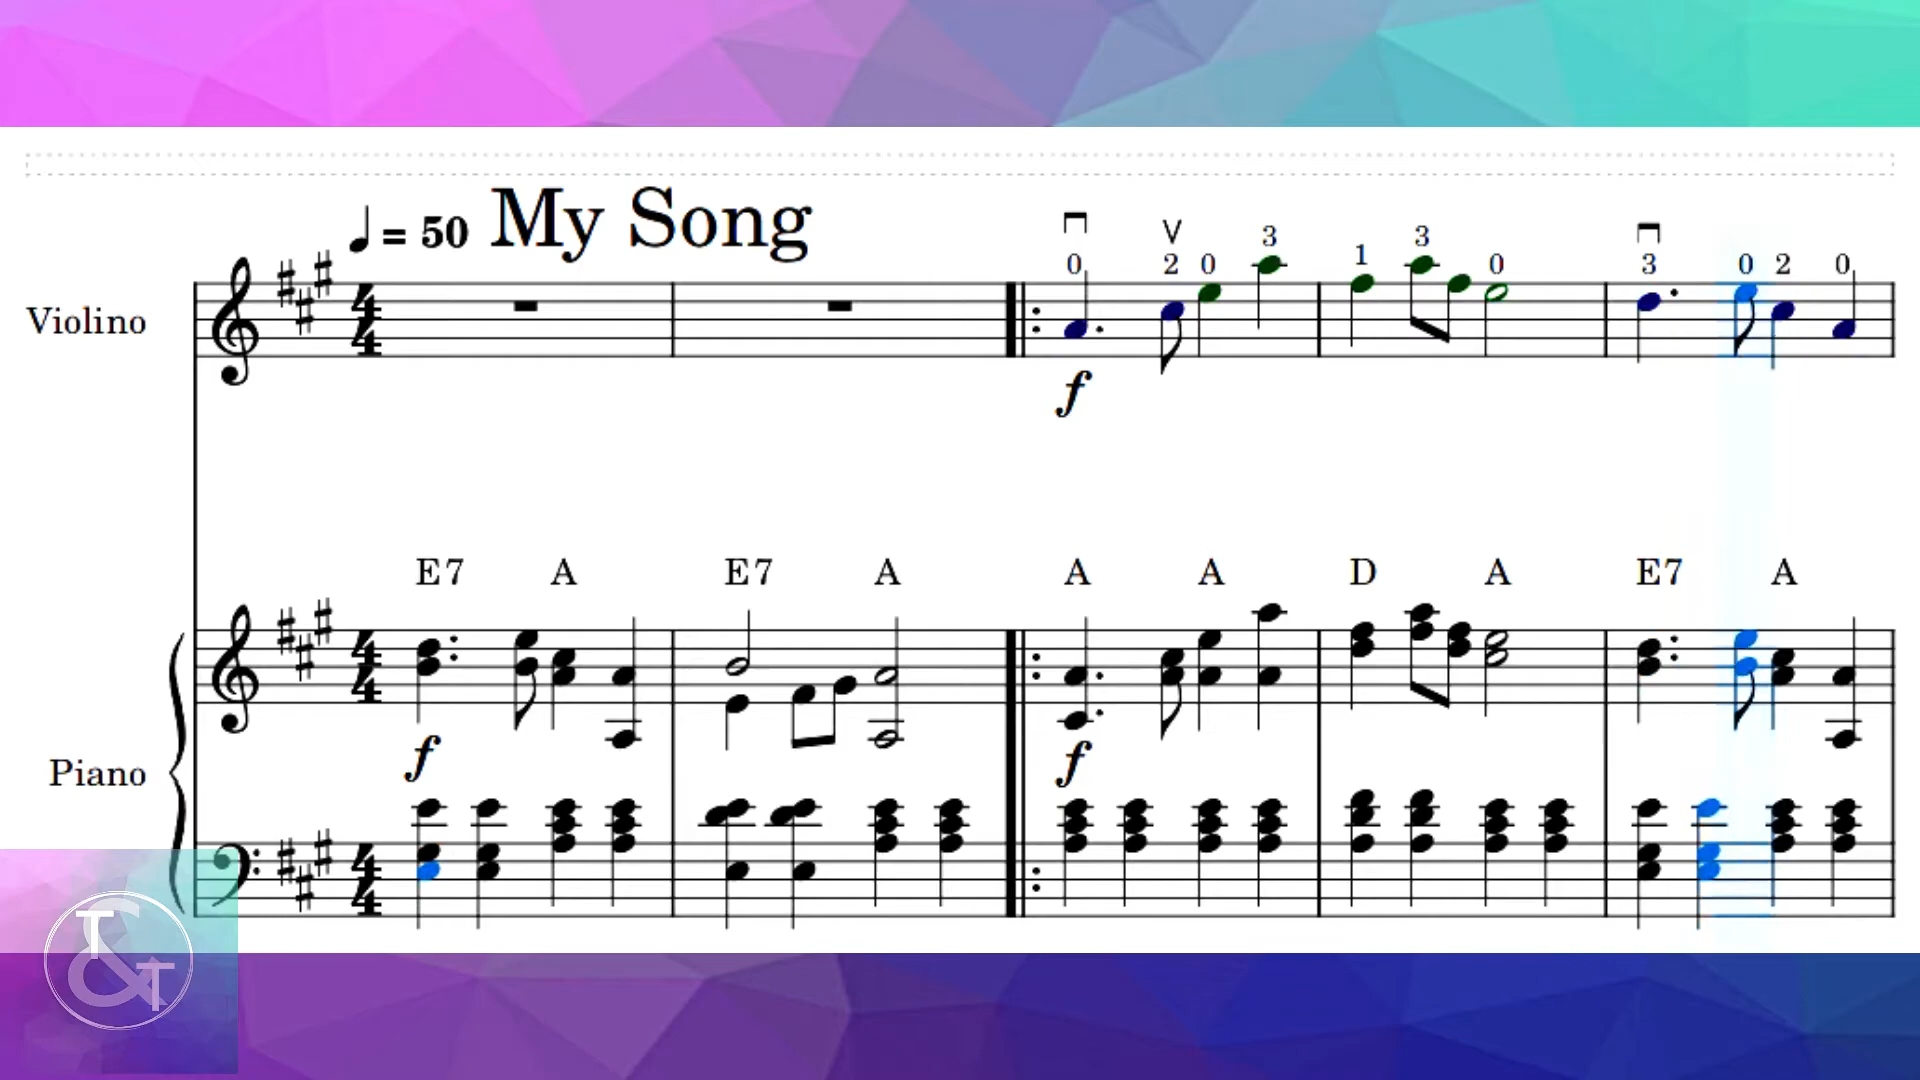 ♩ = 50 My Song
0 2 0 3 1 3 0 3 0 2 0
Violino
f
E7 A E7 A A A D A E7 A
f f
Piano
T&T